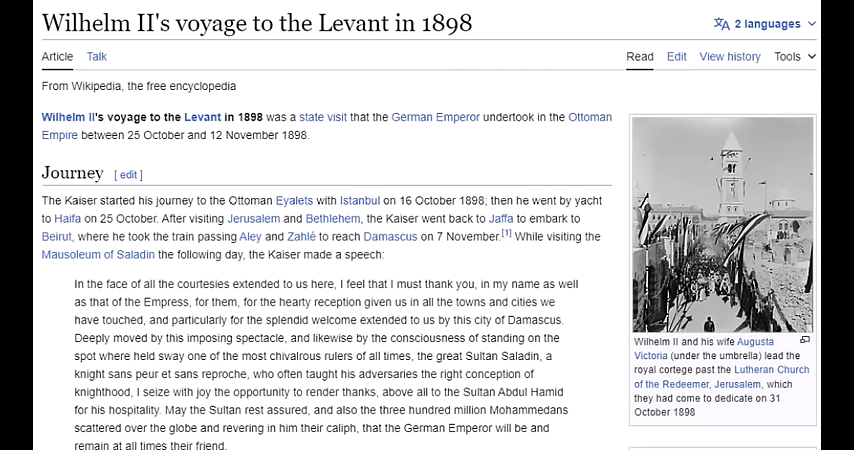 Wilhelm II's voyage to the Levant in 1898
2 languages
Article Talk
Read Edit View history Tools
From Wikipedia, the free encyclopedia
Wilhelm II's voyage to the Levant in 1898 was a state visit that the German Emperor undertook in the Ottoman
Empire between 25 October and 12 November 1898.
Journey [ edit ]
The Kaiser started his journey to the Ottoman Eyalets with Istanbul on 16 October 1898; then he went by yacht
to Haifa on 25 October. After visiting Jerusalem and Bethlehem, the Kaiser went back to Jaffa to embark to
Beirut, where he took the train passing Aley and Zahlé to reach Damascus on 7 November.[1] While visiting the
Mausoleum of Saladin the following day, the Kaiser made a speech:
In the face of all the courtesies extended to us here, I feel that I must thank you, in my name as well
as that of the Empress, for them, for the hearty reception given us in all the towns and cities we
have touched, and particularly for the splendid welcome extended to us by this city of Damascus.
Deeply moved by this imposing spectacle, and likewise by the consciousness of standing on the
spot where held sway one of the most chivalrous rulers of all times, the great Sultan Saladin, a
knight sans peur et sans reproche, who often taught his adversaries the right conception of
knighthood, I seize with joy the opportunity to render thanks, above all to the Sultan Abdul Hamid
for his hospitality. May the Sultan rest assured, and also the three hundred million Mohammedans
scattered over the globe and revering in him their caliph, that the German Emperor will be and
remain at all times their friend.
Wilhelm II and his wife Augusta
Victoria (under the umbrella) lead the
royal cortege past the Lutheran Church
of the Redeemer, Jerusalem, which
they had come to dedicate on 31
October 1898